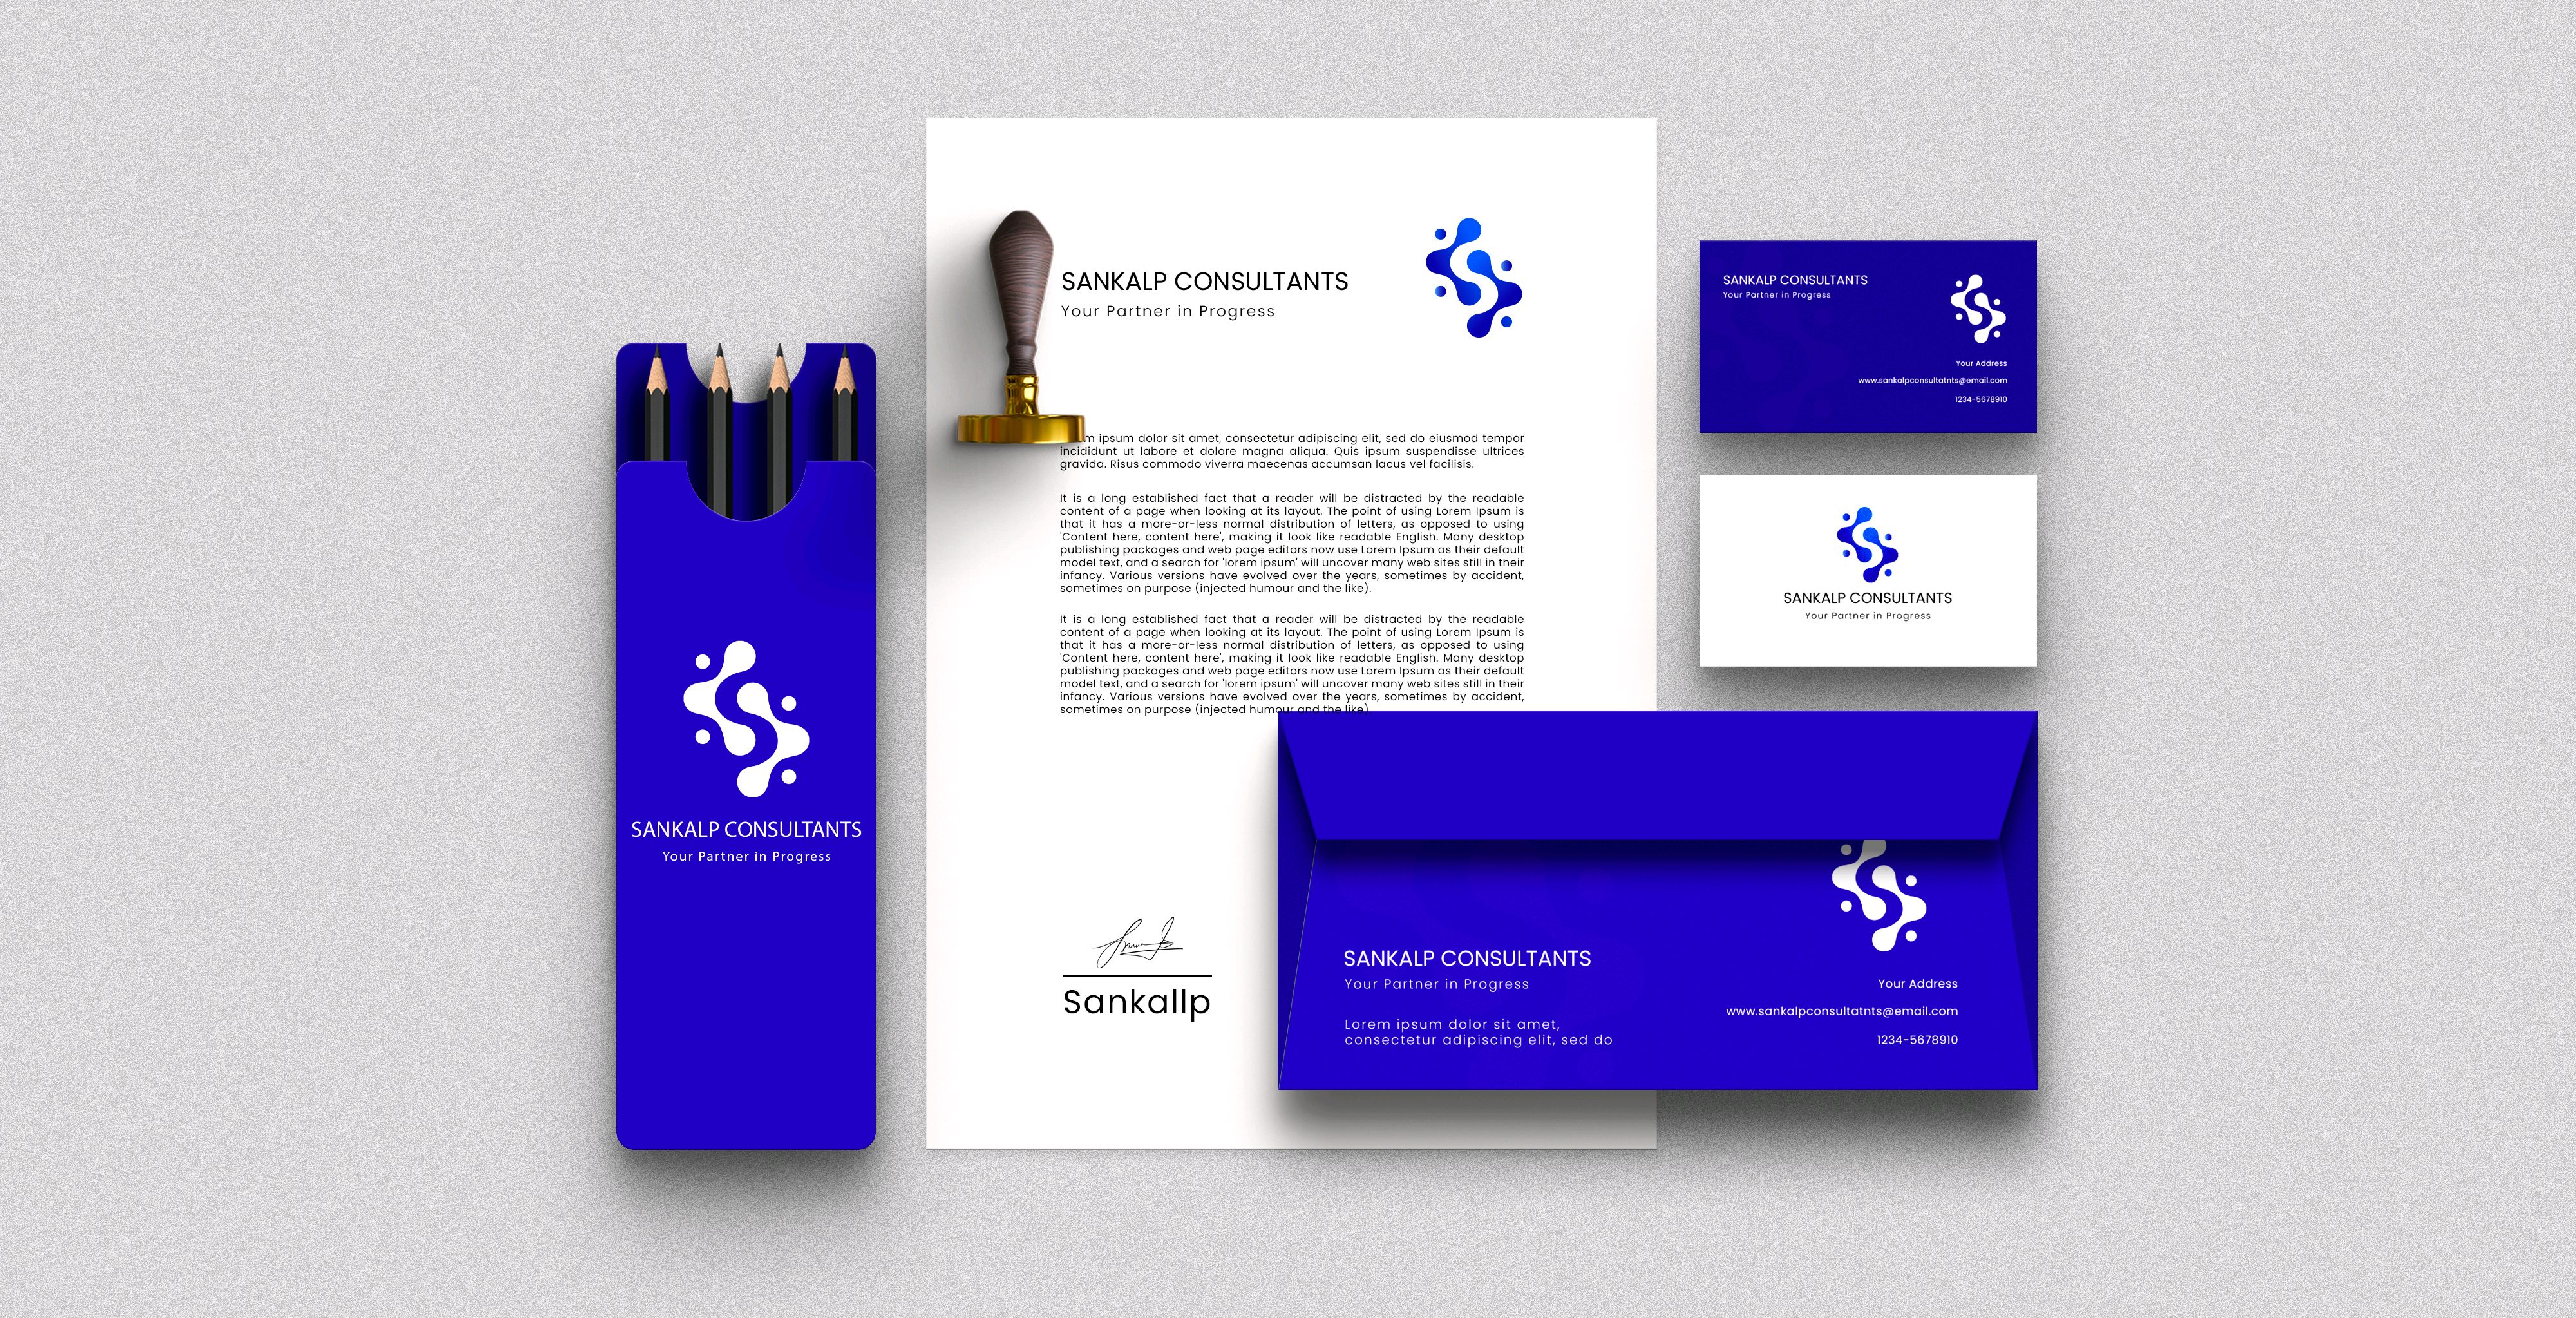 SANKALP CONSULTANTS
Your Partner in Progress
ipsum dolor sit amet, consectetur adipiscing elit, sed do eiusmod tempor
incididunt ut labore et dolore magna aliqua. Quis ipsum suspendisse ultrices
gravida. Risus commodo viverra maecenas accumsan lacus vel facilisis.
It is a long established fact that a reader will be distracted by the readable
content of a page when looking at its layout. The point of using Lorem Ipsum is
that it has a more-or-less normal distribution of letters, as opposed to using
'Content here, content here', making it look like readable English. Many desktop
publishing packages and web page editors now use Lorem Ipsum as their default
model text, and a search for 'lorem ipsum' will uncover many web sites still in their
infancy. Various versions have evolved over the years, sometimes by accident,
sometimes on purpose (injected humour and the like).
It is a long established fact that a reader will be distracted by the readable
content of a page when looking at its layout. The point of using Lorem Ipsum is
that it has a more-or-less normal distribution of letters, as opposed to using
'Content here, content here', making it look like readable English. Many desktop
publishing packages and web page editors now use Lorem Ipsum as their default
model text, and a search for 'lorem ipsum' will uncover many web sites still in their
infancy. Various versions have evolved over the years, sometimes by accident,
sometimes on purpose (injected humour and the like)
Sankallp
SANKALP CONSULTANTS
Your Partner in Progress
SANKALP CONSULTANTS
Your Partner in Progress
Your Address
www.sankalpconsultatnts@email.com
1234-5678910
SANKALP CONSULTANTS
Your Partner in Progress
SANKALP CONSULTANTS
Your Partner in Progress
Lorem ipsum dolor sit amet,
consectetur adipiscing elit, sed do
Your Address
www.sankalpconsultatnts@email.com
1234-5678910